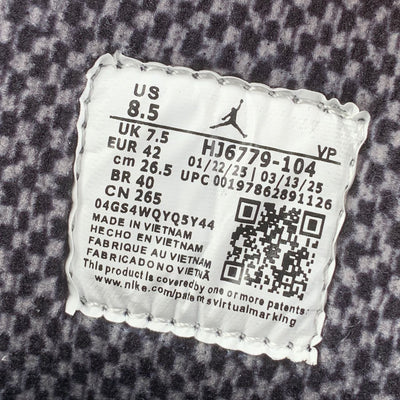 US
8.5
UK 7.5
EUR 42
cm 26.5
BR 40
CN 265
04GS4WQYQ5Y44
HJ6779-104 VP
01/22/25 | 03/13/25
UPC 00197862891126
MADE IN VIETNAM
HECHO EN VIETNAM
FABRIQUE AU VIETNAM
FABRICADO NO VIETNÃ
This product is covered by one or more patents:
www.nike.com/patents virtualmarking